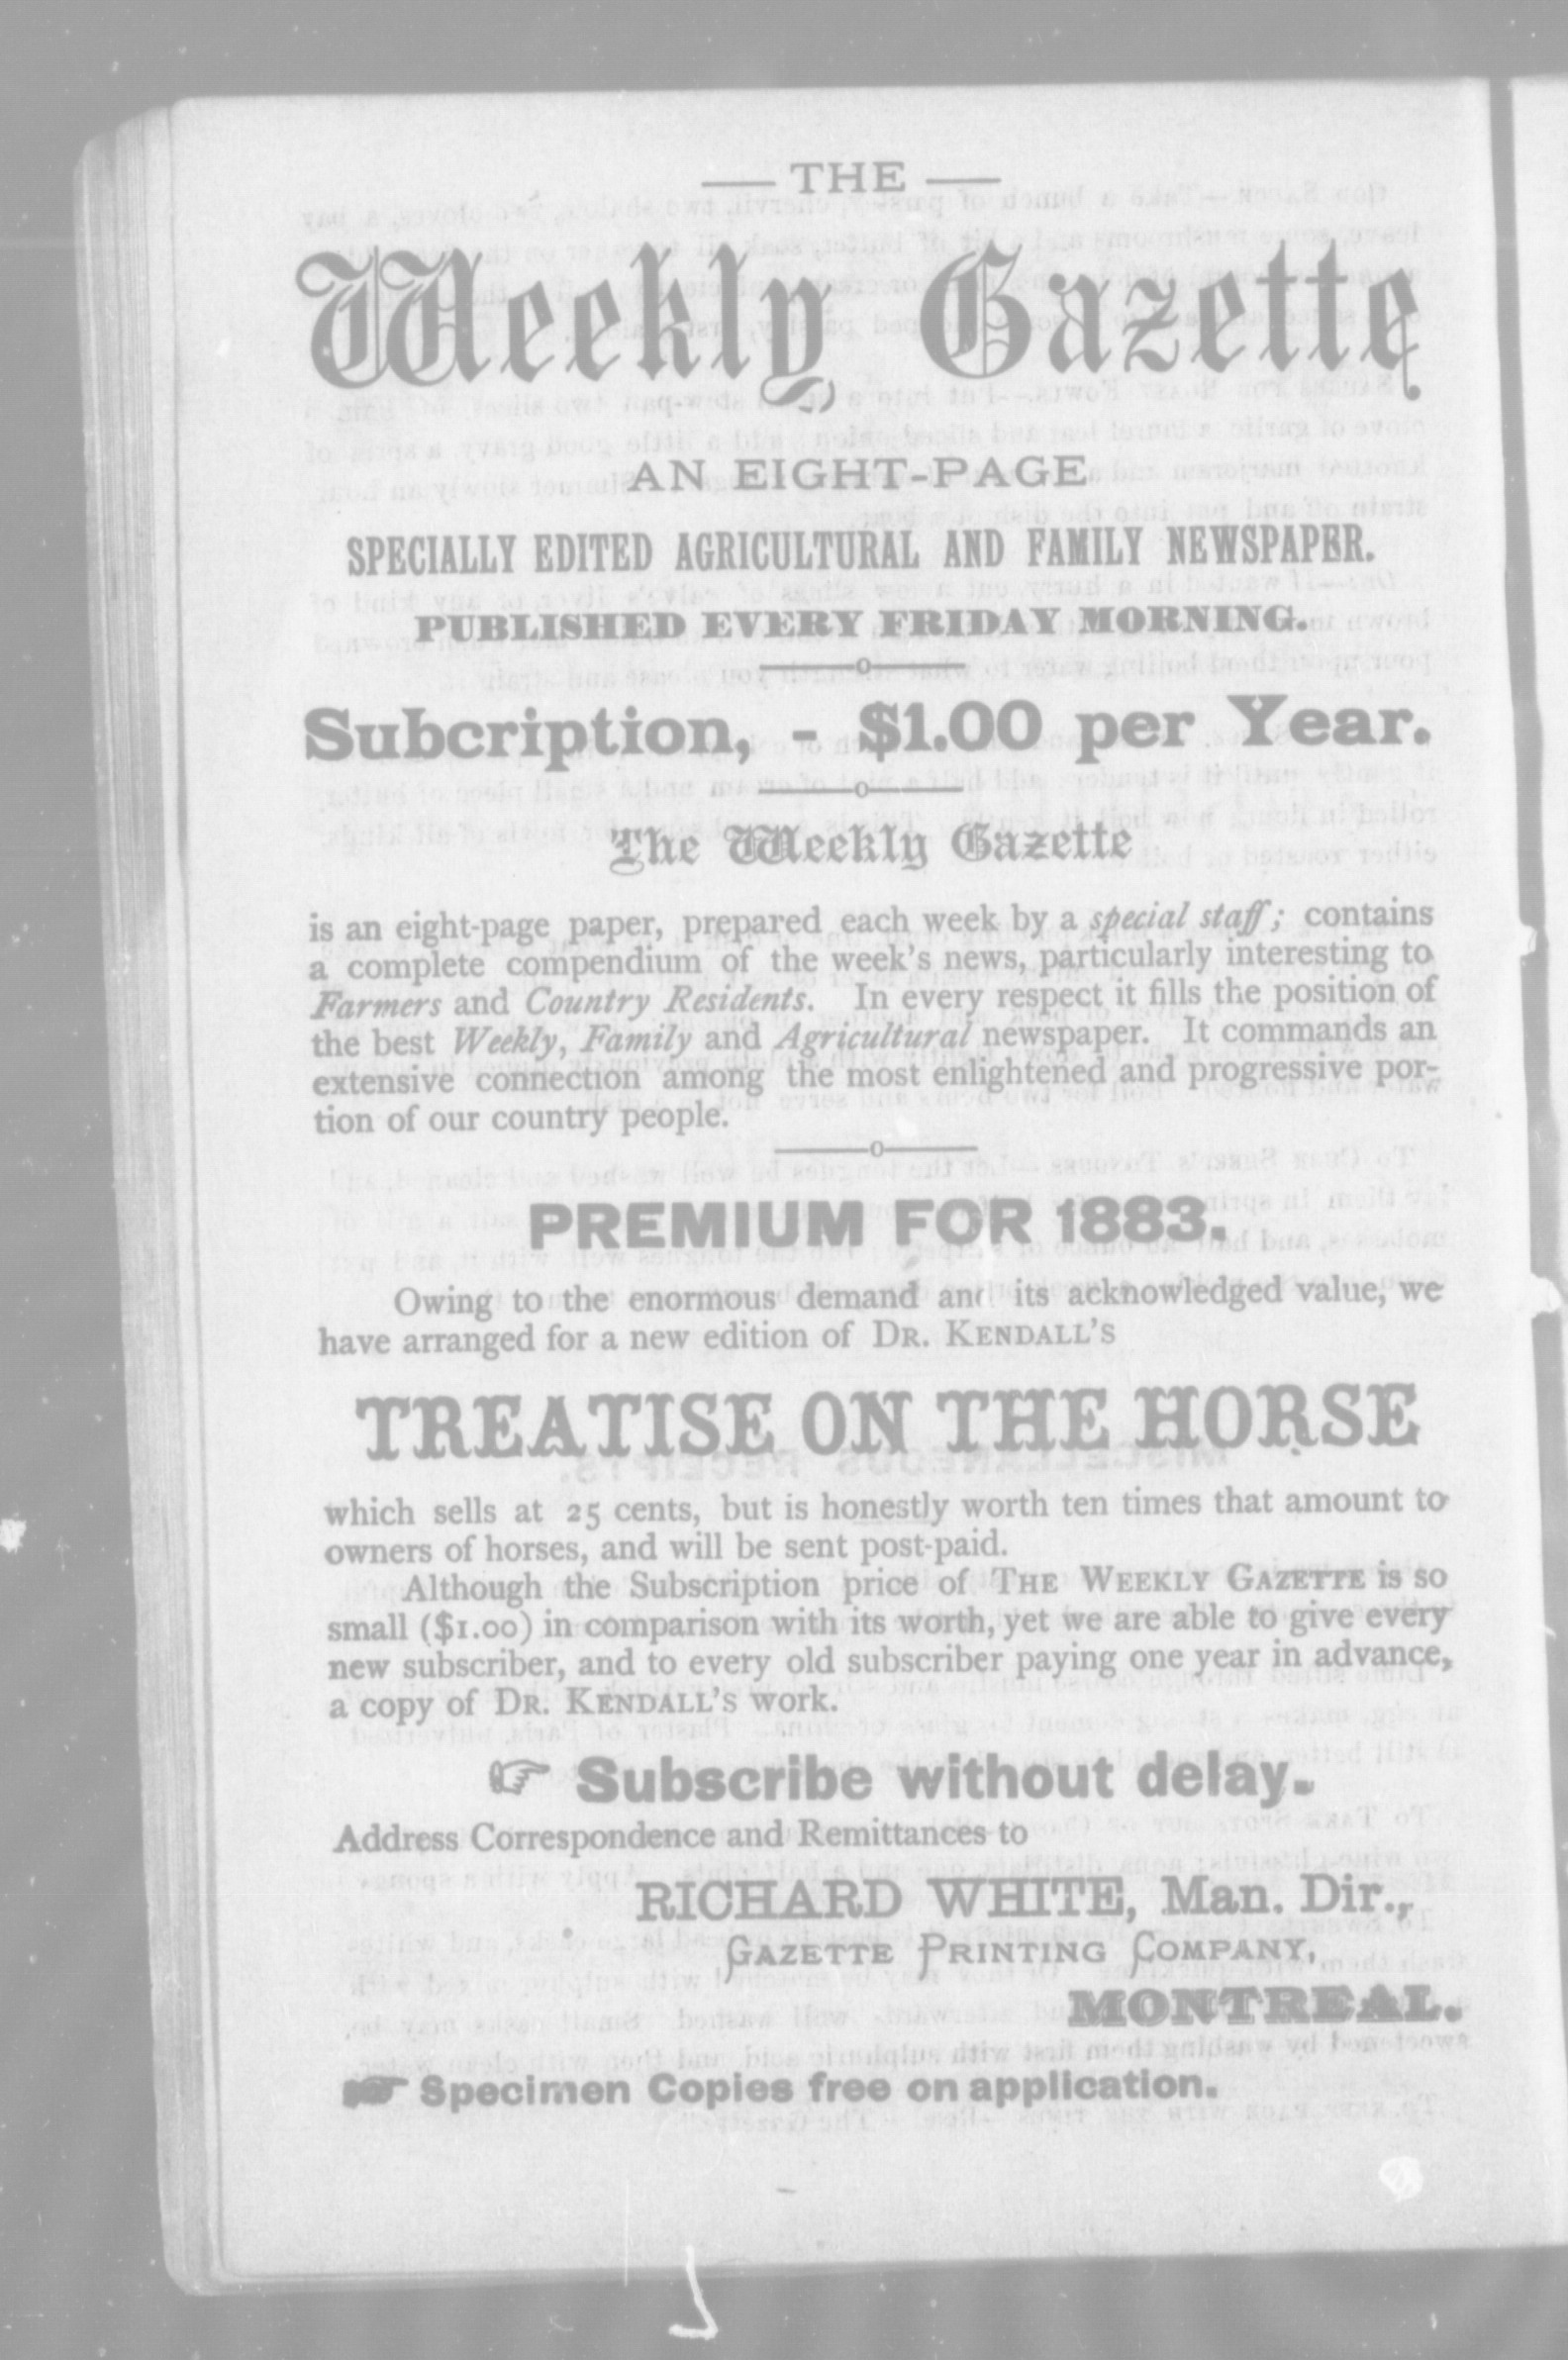 — THE —
Weekly Gazette
AN EIGHT-PAGE
SPECIALLY EDITED AGRICULTURAL AND FAMILY NEWSPAPER.
PUBLISHED EVERY FRIDAY MORNING.
——o——
Subcription, - $1.00 per Year.
——o——
The Weekly Gazette
is an eight-page paper, prepared each week by a special staff; contains
a complete compendium of the week's news, particularly interesting to
Farmers and Country Residents. In every respect it fills the position of
the best Weekly, Family and Agricultural newspaper. It commands an
extensive connection among the most enlightened and progressive por-
tion of our country people.
——o——
PREMIUM FOR 1883.
Owing to the enormous demand and its acknowledged value, we
have arranged for a new edition of DR. KENDALL'S
TREATISE ON THE HORSE
which sells at 25 cents, but is honestly worth ten times that amount to
owners of horses, and will be sent post-paid.
Although the Subscription price of THE WEEKLY GAZETTE is so
small ($1.00) in comparison with its worth, yet we are able to give every
new subscriber, and to every old subscriber paying one year in advance,
a copy of DR. KENDALL'S work.
☞ Subscribe without delay.
Address Correspondence and Remittances to
RICHARD WHITE, Man. Dir.,
GAZETTE PRINTING COMPANY,
MONTREAL.
☛ Specimen Copies free on application.